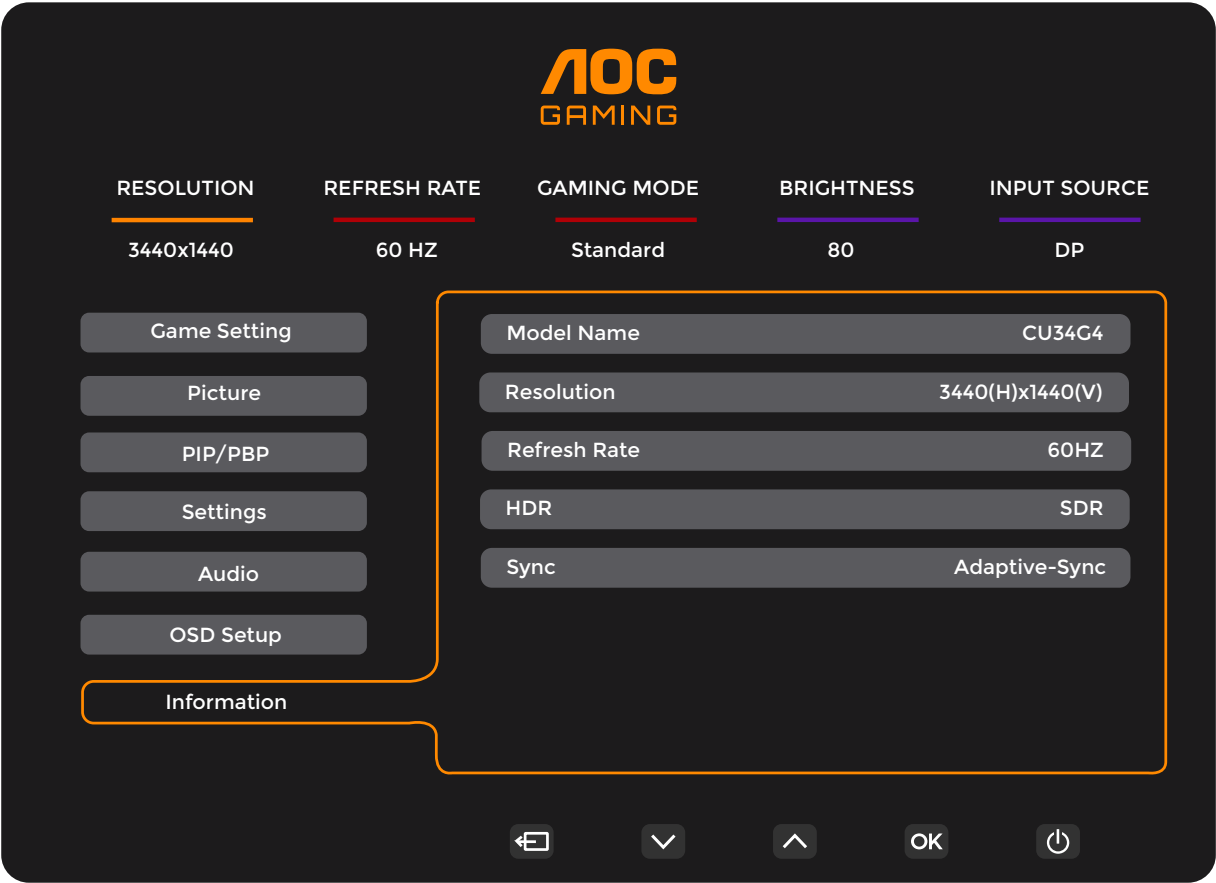 AOC
GAMING
RESOLUTION REFRESH RATE GAMING MODE BRIGHTNESS INPUT SOURCE
3440x1440 60 HZ Standard 80 DP
Game Setting
Picture
PIP/PBP
Settings
Audio
OSD Setup
Information
Model Name CU34G4
Resolution 3440(H)x1440(V)
Refresh Rate 60HZ
HDR SDR
Sync Adaptive-Sync
OK